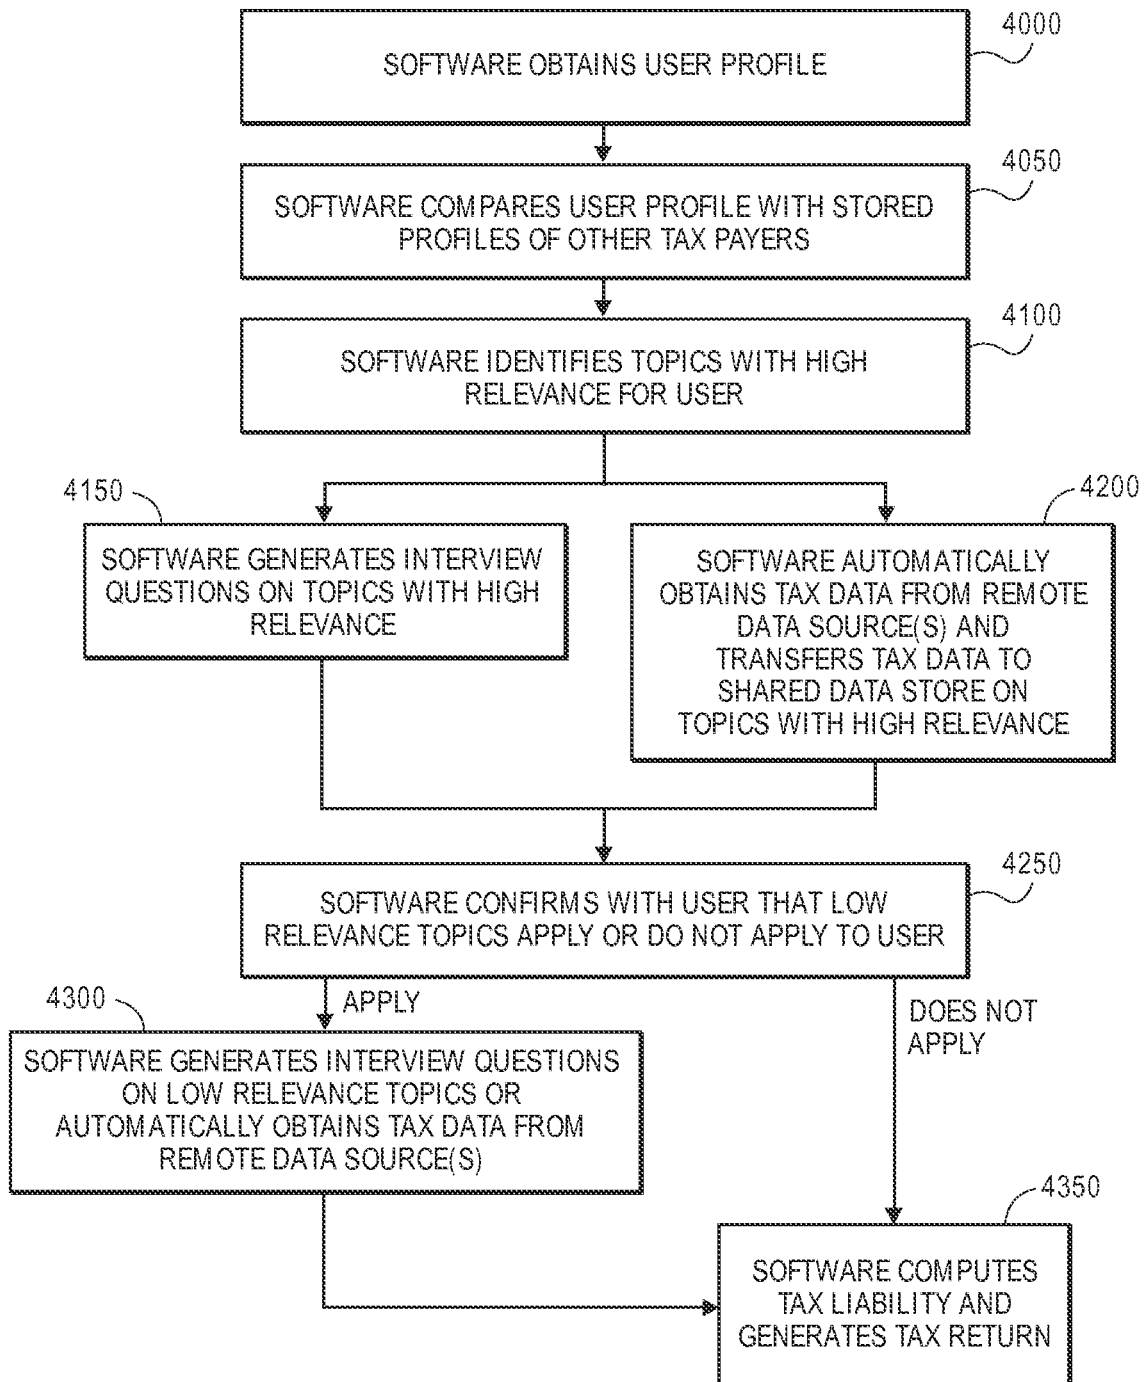 4000
SOFTWARE OBTAINS USER PROFILE
4050
SOFTWARE COMPARES USER PROFILE WITH STORED
PROFILES OF OTHER TAX PAYERS
4100
SOFTWARE IDENTIFIES TOPICS WITH HIGH
RELEVANCE FOR USER
4150
SOFTWARE GENERATES INTERVIEW
QUESTIONS ON TOPICS WITH HIGH
RELEVANCE
4200
SOFTWARE AUTOMATICALLY
OBTAINS TAX DATA FROM REMOTE
DATA SOURCE(S) AND
TRANSFERS TAX DATA TO
SHARED DATA STORE ON
TOPICS WITH HIGH RELEVANCE
4250
SOFTWARE CONFIRMS WITH USER THAT LOW
RELEVANCE TOPICS APPLY OR DO NOT APPLY TO USER
APPLY
DOES NOT
APPLY
4300
SOFTWARE GENERATES INTERVIEW QUESTIONS
ON LOW RELEVANCE TOPICS OR
AUTOMATICALLY OBTAINS TAX DATA FROM
REMOTE DATA SOURCE(S)
4350
SOFTWARE COMPUTES
TAX LIABILITY AND
GENERATES TAX RETURN